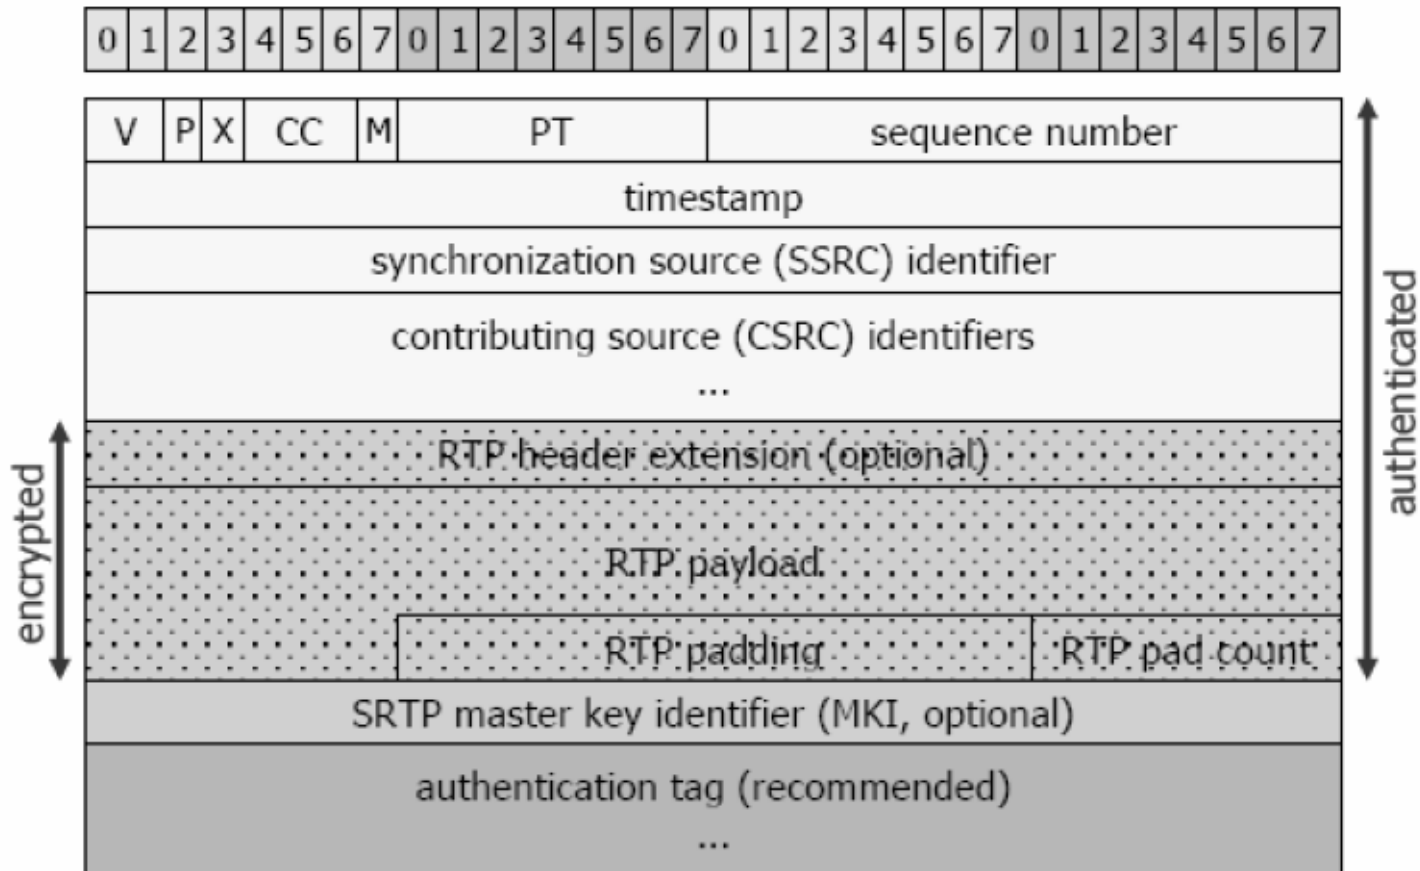 0 1 2 3 4 5 6 7 0 1 2 3 4 5 6 7 0 1 2 3 4 5 6 7 0 1 2 3 4 5 6 7
V P X CC M PT sequence number
timestamp
synchronization source (SSRC) identifier
contributing source (CSRC) identifiers
...
authenticated
encrypted
RTP header extension (optional)
RTP payload
RTP padding RTP pad count
SRTP master key identifier (MKI, optional)
authentication tag (recommended)
...